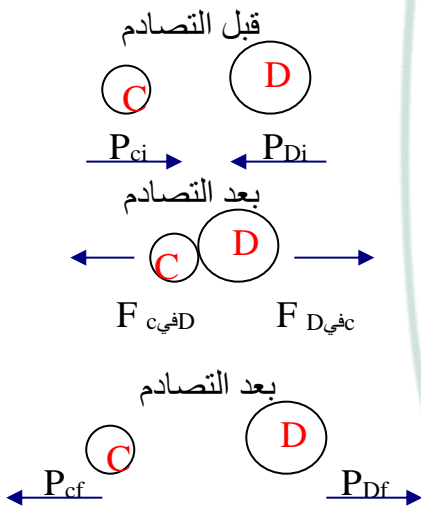 قبل التصادم
C D
Pci PDi
بعد التصادم
C D
F cفيD F Dفيc
بعد التصادم
C D
Pcf PDf